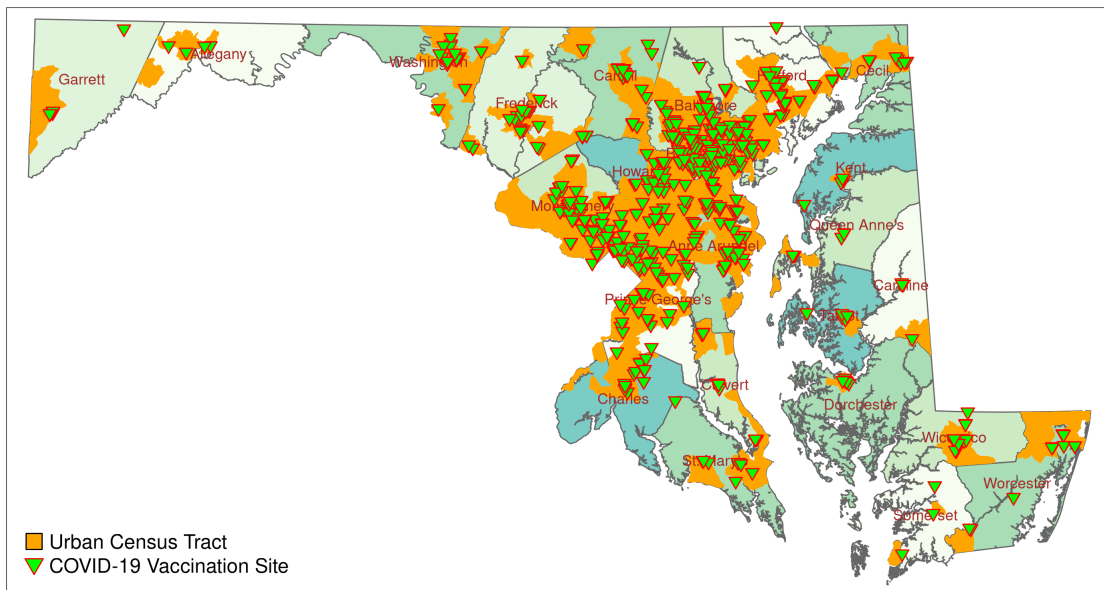 Garrett
Allegany
Washington
Frederick
Carroll
Baltimore
Harford
Cecil
Howard
Kent
Montgomery
Queen Anne's
Anne Arundel
Caroline
Prince George's
Talbot
Calvert
Charles
Dorchester
Wicomico
St. Mary's
Worcester
Somerset
Urban Census Tract
COVID-19 Vaccination Site